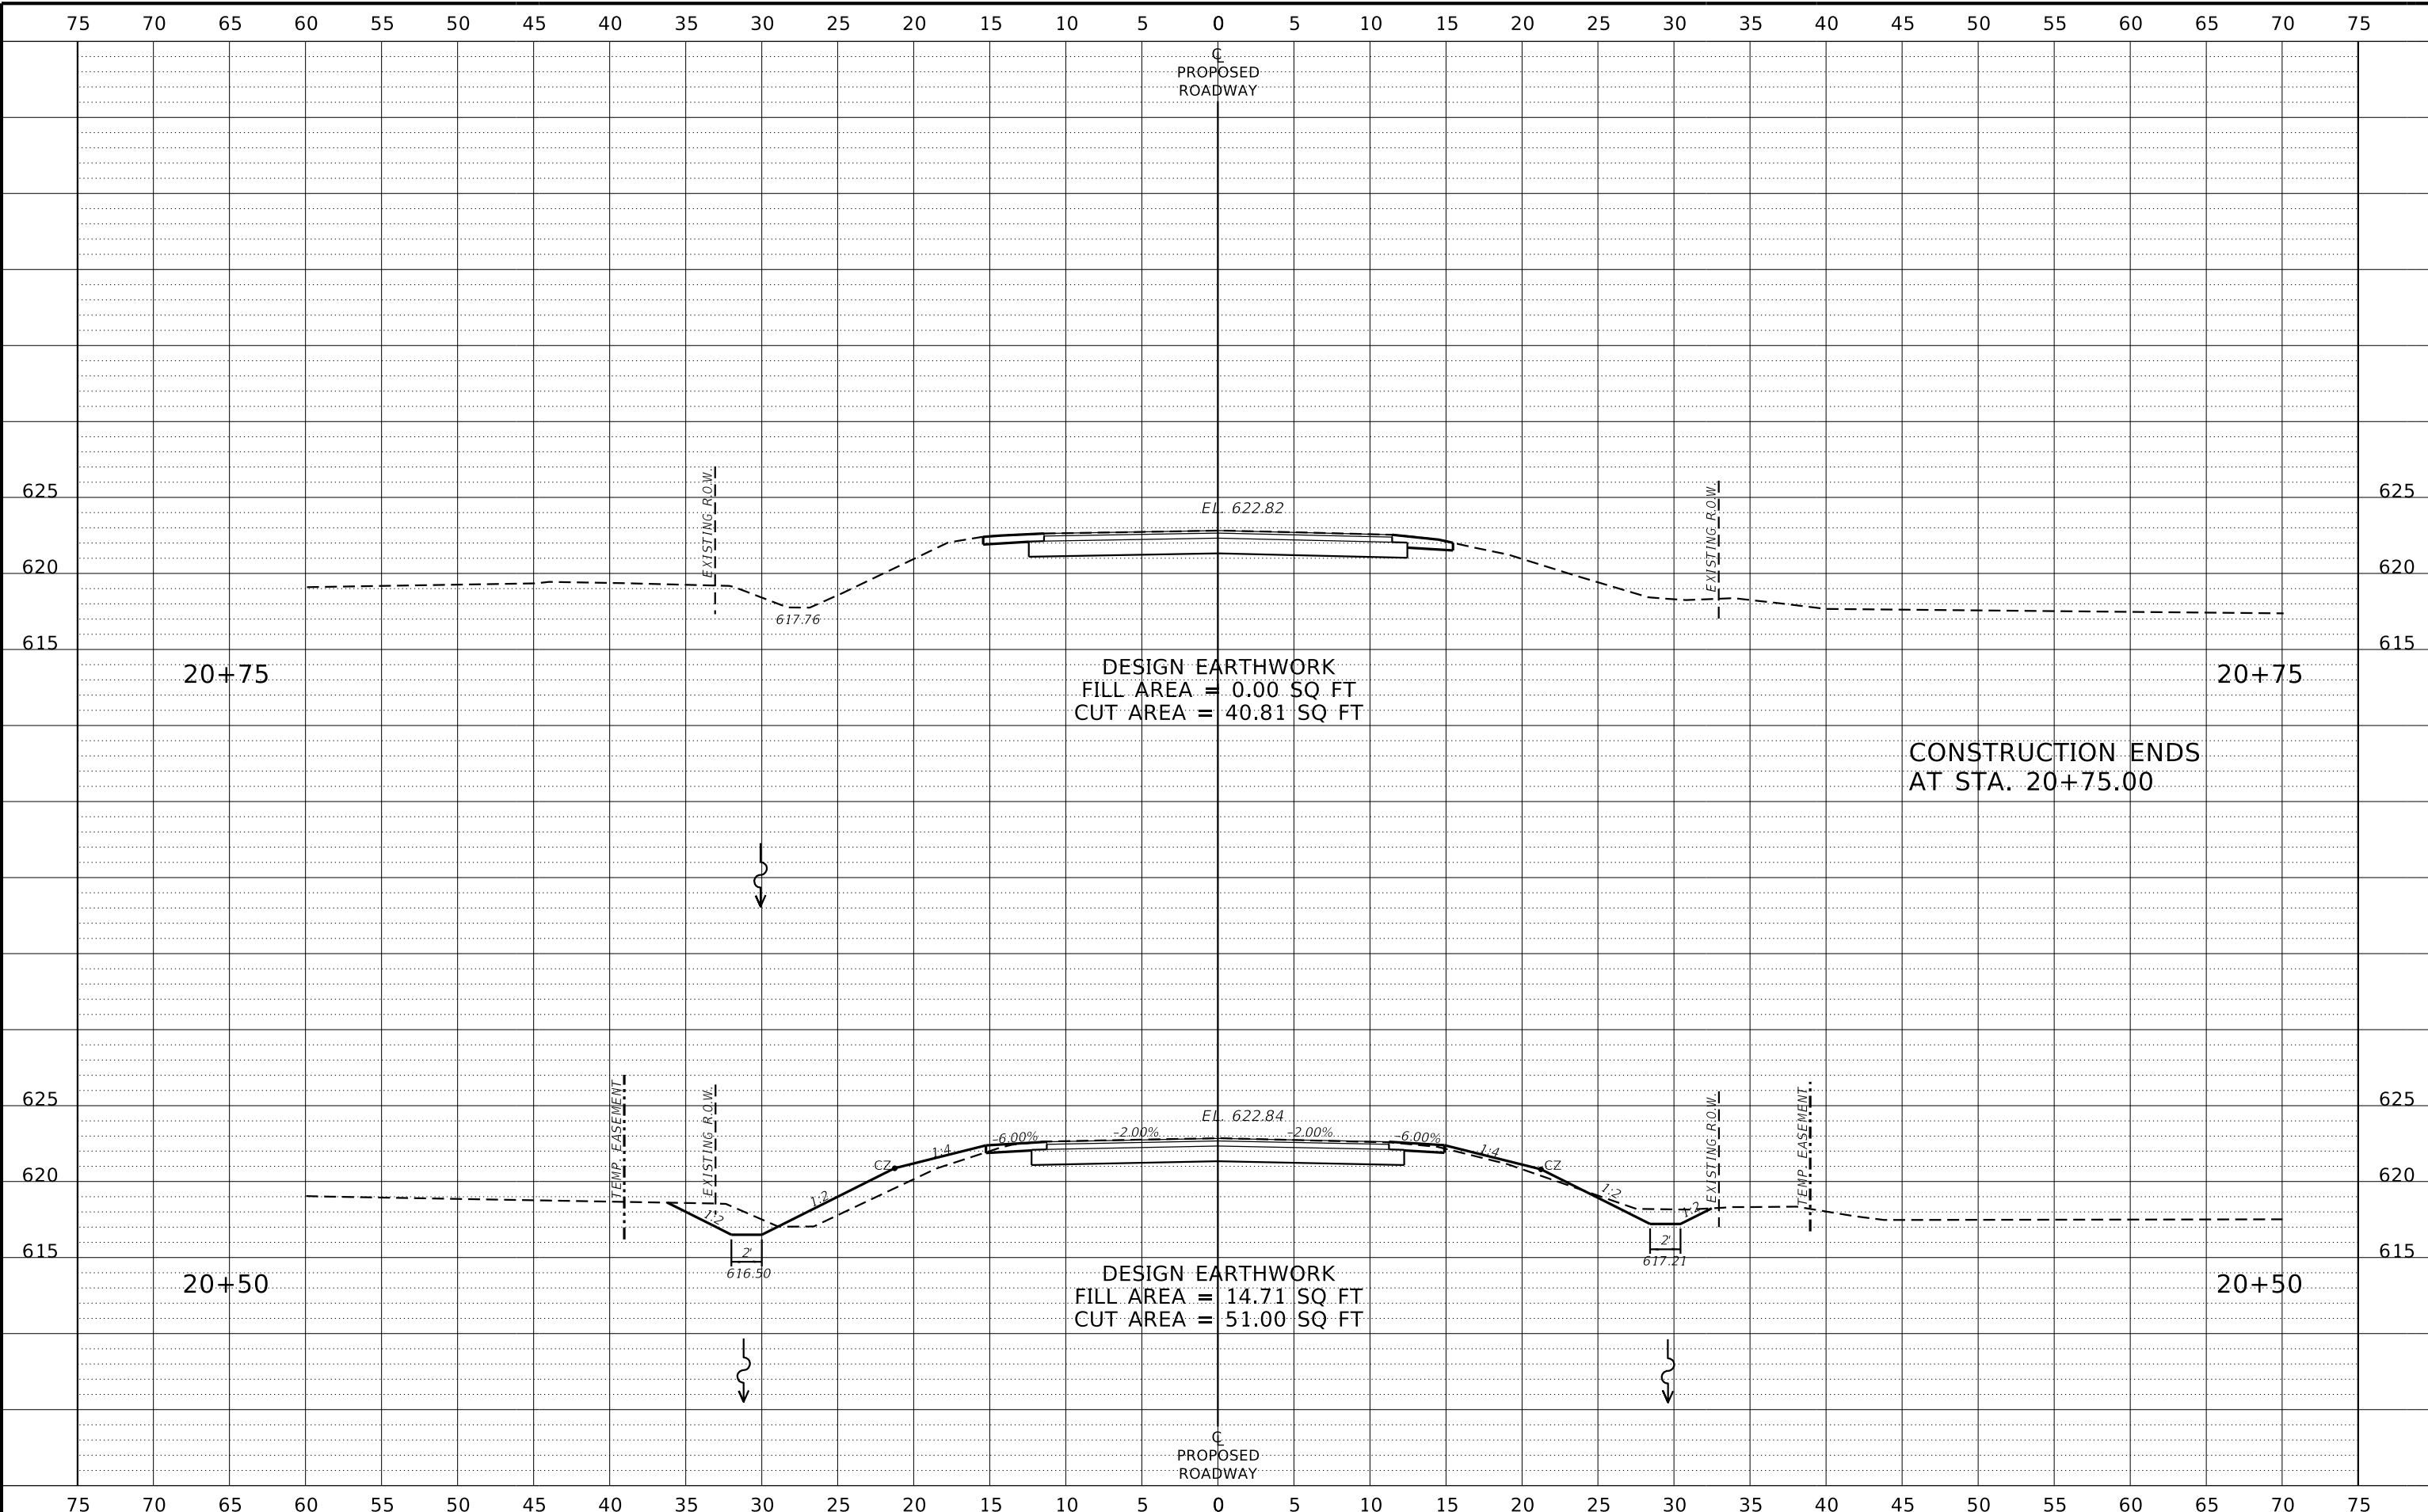 75 70 65 60 55 50 45 40 35 30 25 20 15 10 5 0 5 10 15 20 25 30 35 40 45 50 55 60 65 70 75
℄
PROPOSED
ROADWAY
EXISTING R.O.W.
EXISTING R.O.W.
625 625
EL. 622.82
620 620
617.76
615 615
20+75 20+75
DESIGN EARTHWORK
FILL AREA = 0.00 SQ FT
CUT AREA = 40.81 SQ FT
CONSTRUCTION ENDS
AT STA. 20+75.00
TEMP. EASEMENT
EXISTING R.O.W.
EXISTING R.O.W.
TEMP. EASEMENT
625 625
EL. 622.84
-6.00% -2.00% -2.00% -6.00%
1:4 1:4
CZ CZ
620 620
1:2 1:2 1:2 1:2
615 2' 2' 615
616.50 617.21
20+50 20+50
DESIGN EARTHWORK
FILL AREA = 14.71 SQ FT
CUT AREA = 51.00 SQ FT
℄
PROPOSED
ROADWAY
75 70 65 60 55 50 45 40 35 30 25 20 15 10 5 0 5 10 15 20 25 30 35 40 45 50 55 60 65 70 75